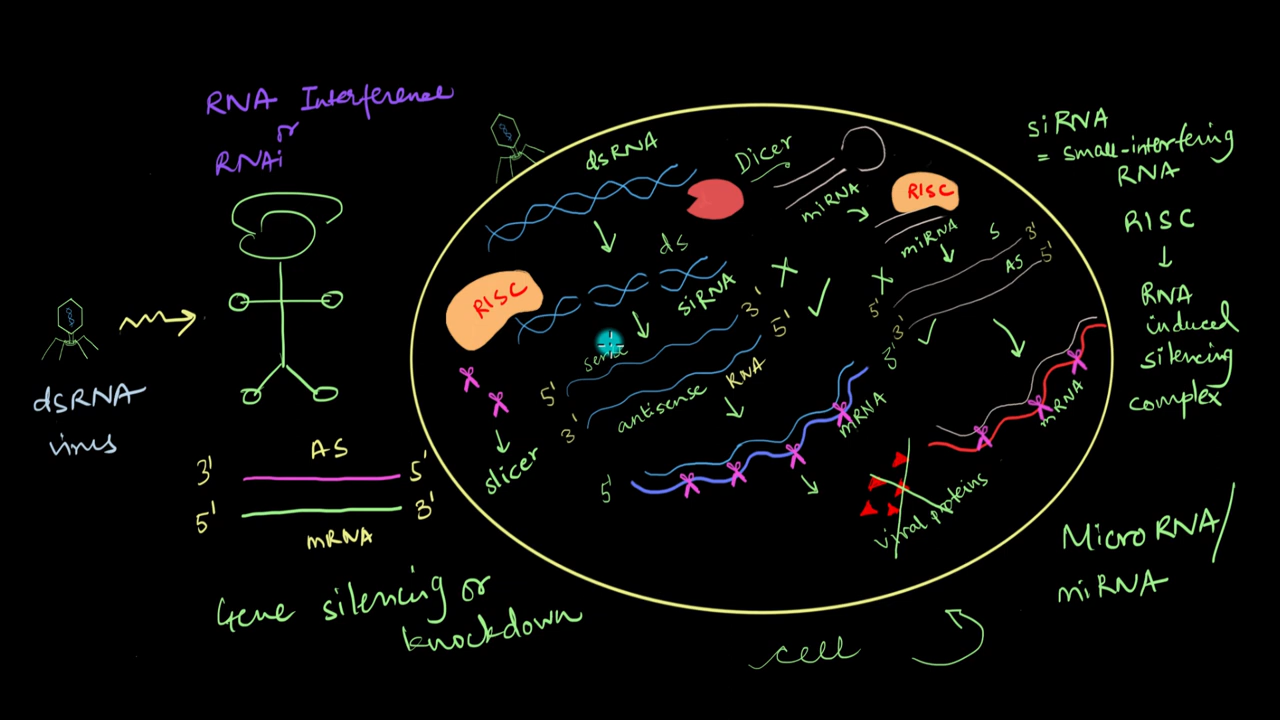 RNA Interference
or
RNAi
dsRNA
virus
AS
3' 5'
5' 3'
mRNA
Gene silencing or
knockdown
dsRNA
Dicer
miRNA
RISC
miRNA
ds
siRNA
RISC
S 3'
AS 5'
5'
3'
3'
5'
sense
5'
antisense RNA
3'
3'
slicer
5'
mRNA
mRNA
viral proteins
cell
siRNA
= small-interfering
RNA
RISC
↓
RNA
induced
silencing
complex
MicroRNA/
miRNA